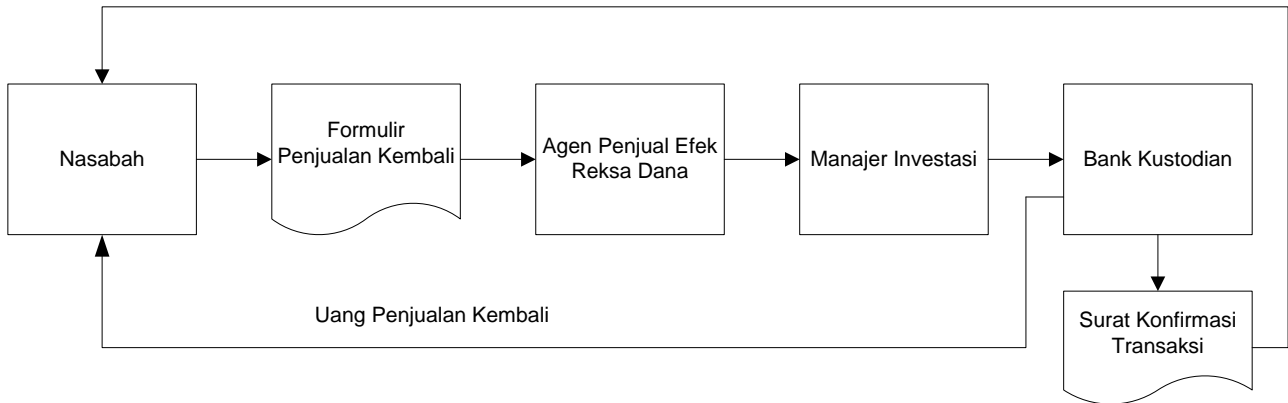 Nasabah
Formulir
Penjualan Kembali
Agen Penjual Efek
Reksa Dana
Manajer Investasi
Bank Kustodian
Uang Penjualan Kembali
Surat Konfirmasi
Transaksi